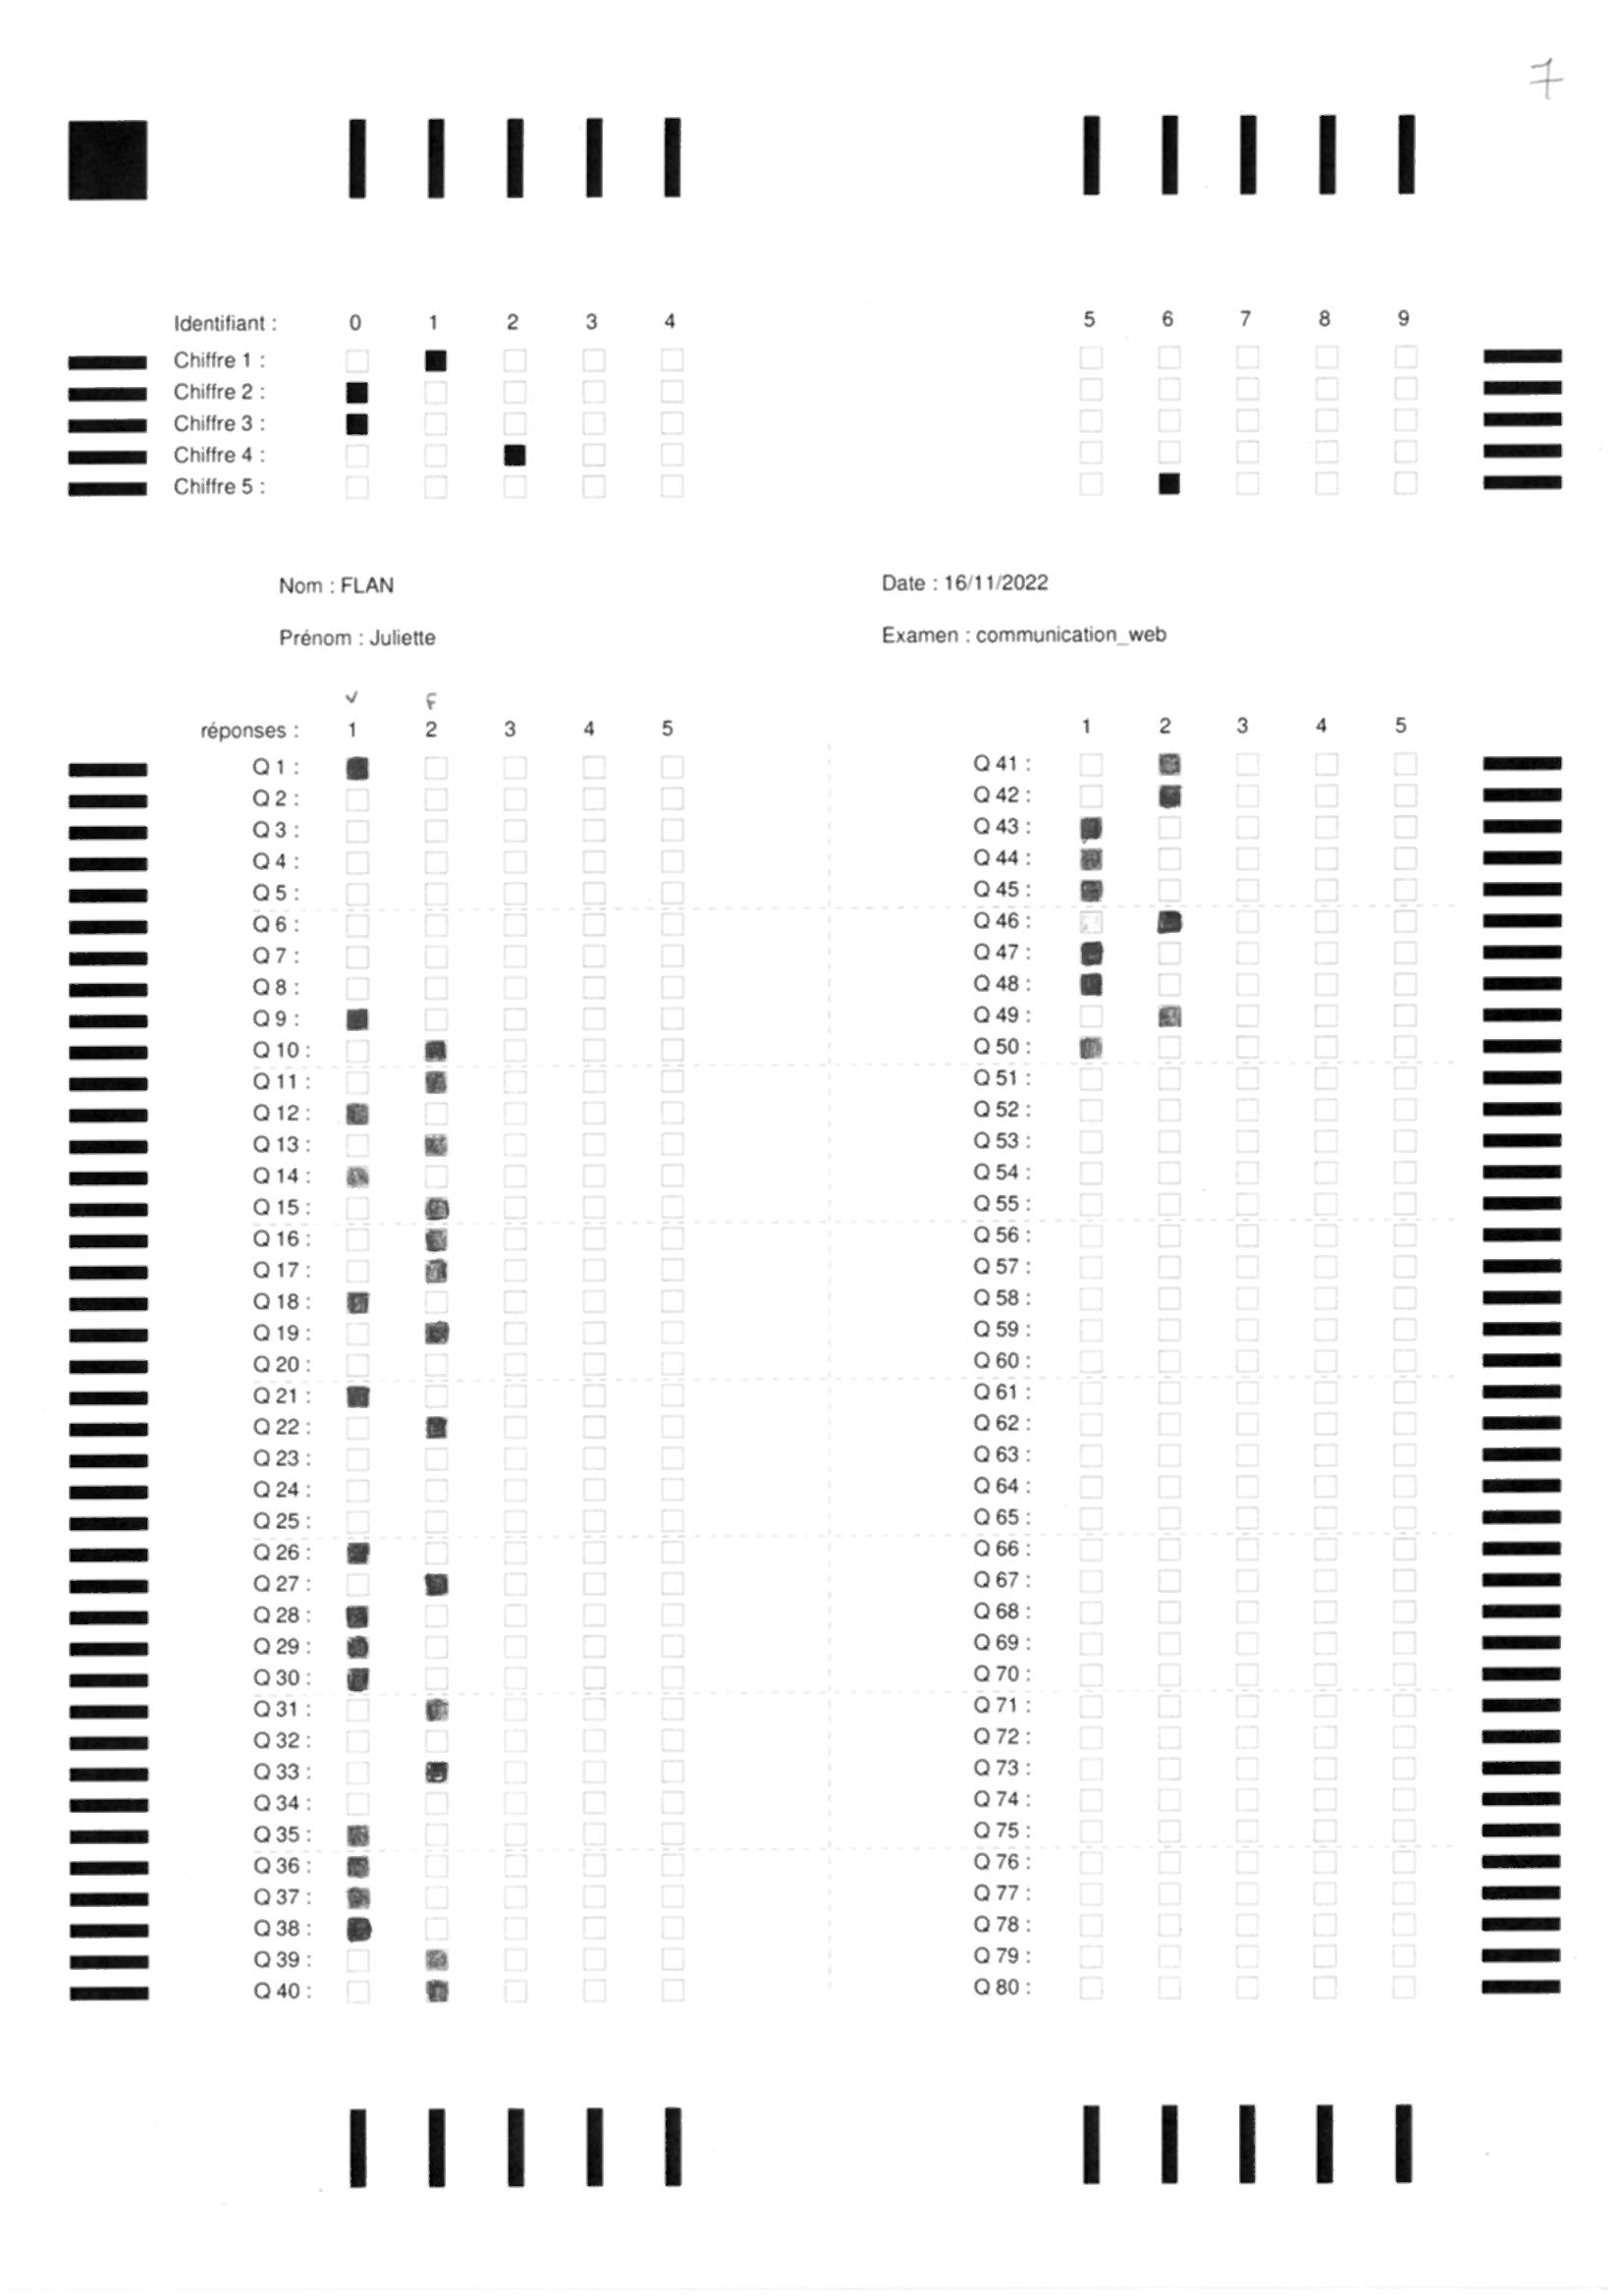 7
Identifiant : 0 1 2 3 4 5 6 7 8 9
Chiffre 1 :
Chiffre 2 :
Chiffre 3 :
Chiffre 4 :
Chiffre 5 :
Nom : FLAN Date : 16/11/2022
Prénom : Juliette Examen : communication_web
V F
réponses : 1 2 3 4 5 1 2 3 4 5
Q 1 : Q 41 :
Q 2 : Q 42 :
Q 3 : Q 43 :
Q 4 : Q 44 :
Q 5 : Q 45 :
Q 6 : Q 46 :
Q 7 : Q 47 :
Q 8 : Q 48 :
Q 9 : Q 49 :
Q 10 : Q 50 :
Q 11 : Q 51 :
Q 12 : Q 52 :
Q 13 : Q 53 :
Q 14 : Q 54 :
Q 15 : Q 55 :
Q 16 : Q 56 :
Q 17 : Q 57 :
Q 18 : Q 58 :
Q 19 : Q 59 :
Q 20 : Q 60 :
Q 21 : Q 61 :
Q 22 : Q 62 :
Q 23 : Q 63 :
Q 24 : Q 64 :
Q 25 : Q 65 :
Q 26 : Q 66 :
Q 27 : Q 67 :
Q 28 : Q 68 :
Q 29 : Q 69 :
Q 30 : Q 70 :
Q 31 : Q 71 :
Q 32 : Q 72 :
Q 33 : Q 73 :
Q 34 : Q 74 :
Q 35 : Q 75 :
Q 36 : Q 76 :
Q 37 : Q 77 :
Q 38 : Q 78 :
Q 39 : Q 79 :
Q 40 : Q 80 :